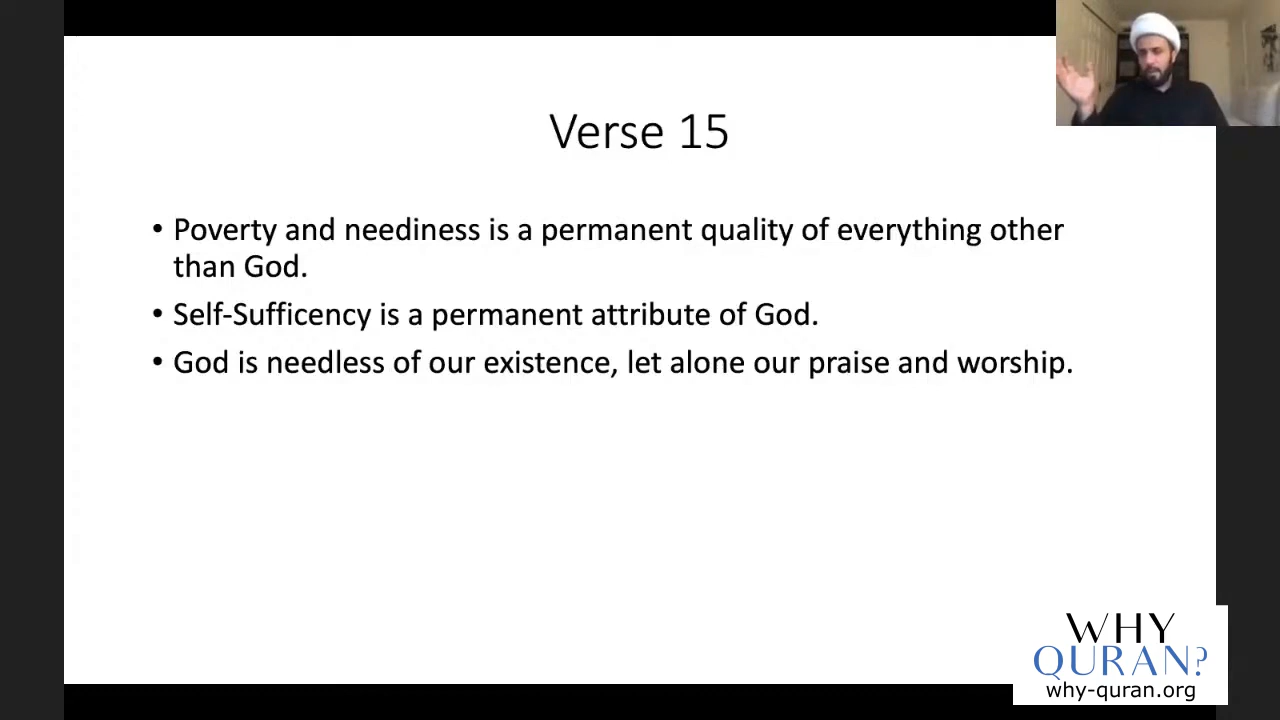 Verse 15
• Poverty and neediness is a permanent quality of everything other
than God.
• Self-Sufficency is a permanent attribute of God.
• God is needless of our existence, let alone our praise and worship.
WHY
QURAN?
why-quran.org